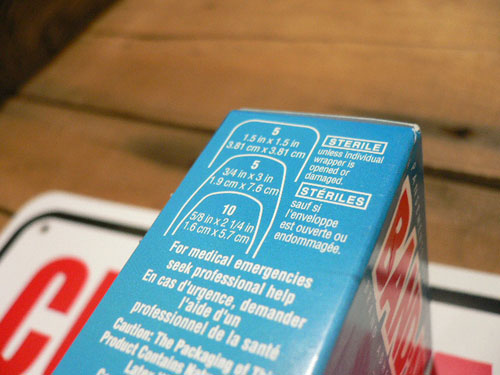 5
1.5 in x 1.5 in
3.81 cm x 3.81 cm
5
3/4 in x 3 in
1.9 cm x 7.6 cm
10
5/8 in x 2 1/4 in
1.6 cm x 5.7 cm
STERILE
unless individual
wrapper is
opened or
damaged.
STÉRILES
sauf si
l'enveloppe
est ouverte ou
endommagée.
For medical emergencies
seek professional help
En cas d'urgence, demander
l'aide d'un
professionnel de la santé
Caution: The Packaging of
Product Contains